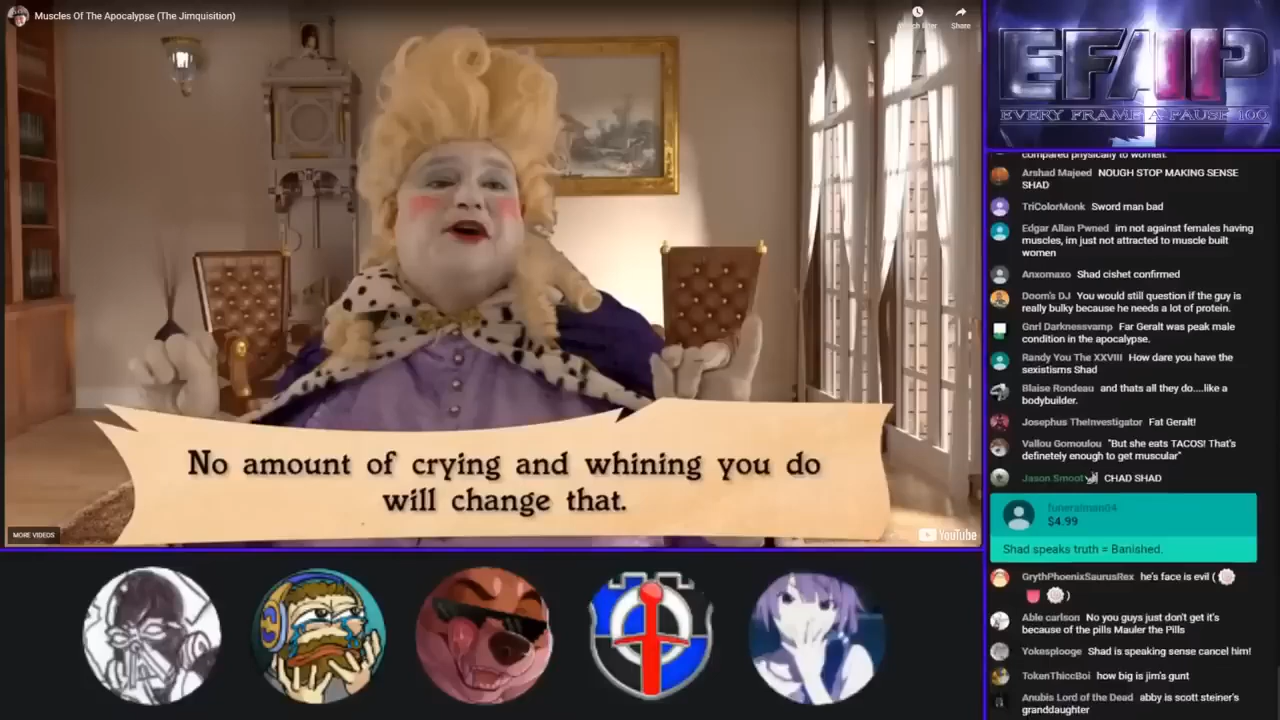 Muscles Of The Apocalypse (The Jimquisition)
Share
EFAP
EVERY FRAME A PAUSE 100
No amount of crying and whining you do
will change that.
MORE VIDEOS
YouTube
compared physically to women.
Arshad Majeed NOUGH STOP MAKING SENSE
SHAD
TriColorMonk Sword man bad
Edgar Allan Pwned im not against females having
muscles, im just not attracted to muscle built
women
Anxomaxo Shad cishet confirmed
Doom's DJ You would still question if the guy is
really bulky because he needs a lot of protein.
Gnrl Darknessvamp Far Geralt was peak male
condition in the apocalypse.
Randy You The XXVIII How dare you have the
sexistisms Shad
Blaise Rondeau and thats all they do....like a
bodybuilder.
Josephus TheInvestigator Fat Geralt!
Vallou Gomoulou "But she eats TACOS! That's
definetely enough to get muscular"
Jason Smoot CHAD SHAD
funeralman04
$4.99
Shad speaks truth = Banished.
GrythPhoenixSaurusRex he's face is evil (
)
Able carlson No you guys just don't get it's
because of the pills Mauler the Pills
Yokesplooge Shad is speaking sense cancel him!
TokenThiccBoi how big is jim's gunt
Anubis Lord of the Dead abby is scott steiner's
granddaughter